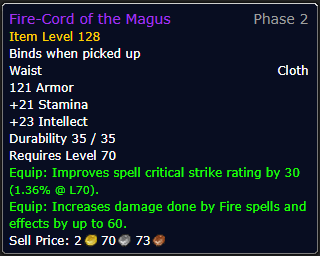 Fire-Cord of the Magus Phase 2
Item Level 128
Binds when picked up
Waist Cloth
121 Armor
+21 Stamina
+23 Intellect
Durability 35 / 35
Requires Level 70
Equip: Improves spell critical strike rating by 30
(1.36% @ L70).
Equip: Increases damage done by Fire spells and
effects by up to 60.
Sell Price: 2 70 73